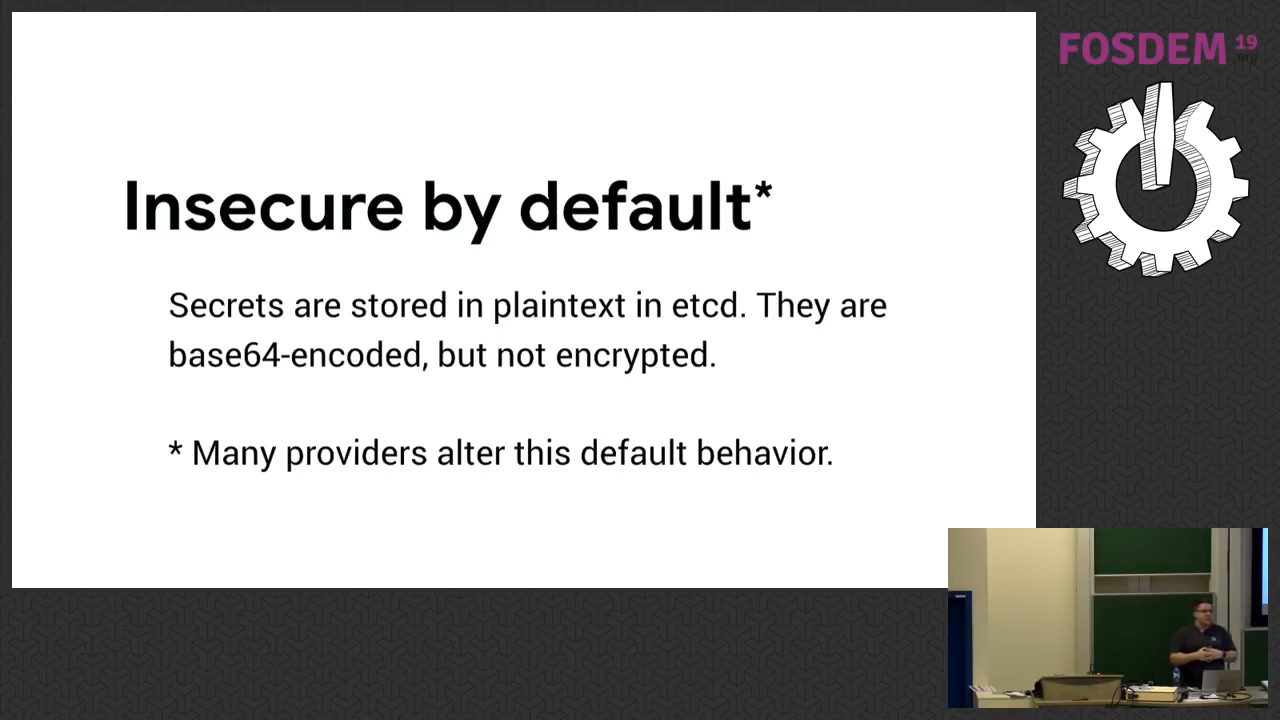 FOSDEM 19
.org
Insecure by default*
Secrets are stored in plaintext in etcd. They are
base64-encoded, but not encrypted.
* Many providers alter this default behavior.